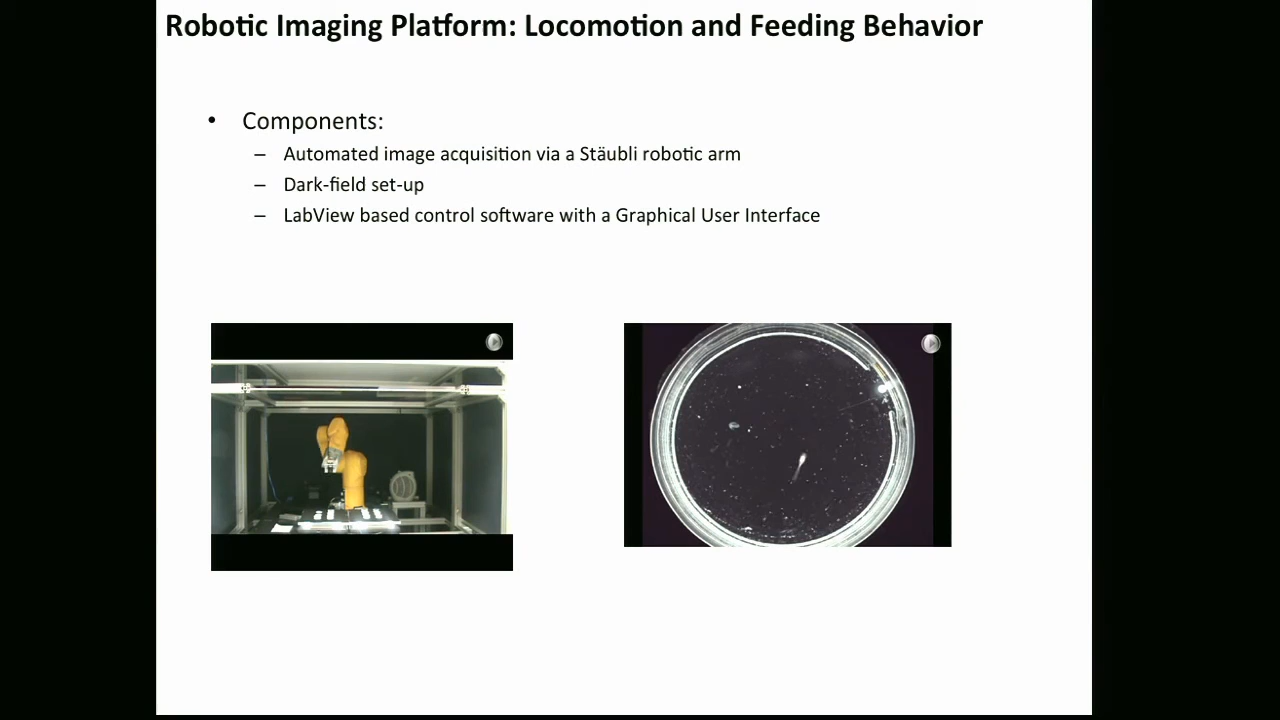 Robotic Imaging Platform: Locomotion and Feeding Behavior
• Components:
– Automated image acquisition via a Stäubli robotic arm
– Dark-field set-up
– LabView based control software with a Graphical User Interface